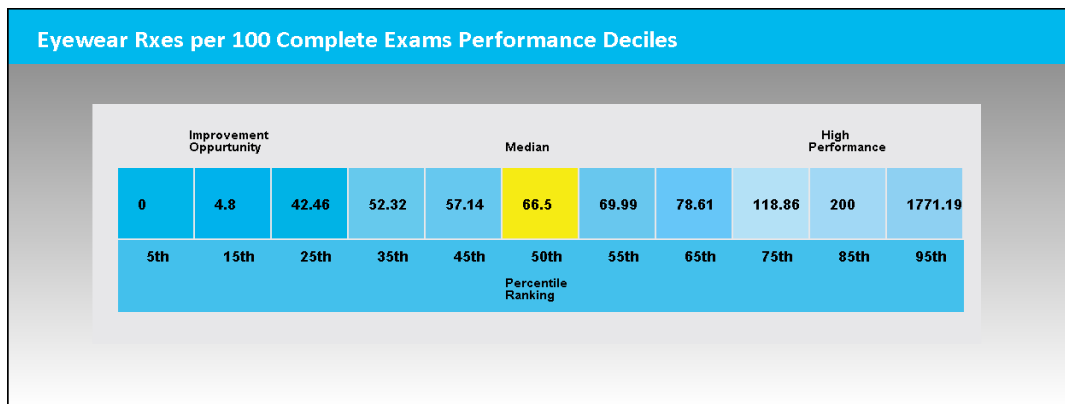 Eyewear Rxes per 100 Complete Exams Performance Deciles
Improvement
Oppurtunity
Median
High
Performance
0 4.8 42.46 52.32 57.14 66.5 69.99 78.61 118.86 200 1771.19
5th 15th 25th 35th 45th 50th 55th 65th 75th 85th 95th
Percentile
Ranking